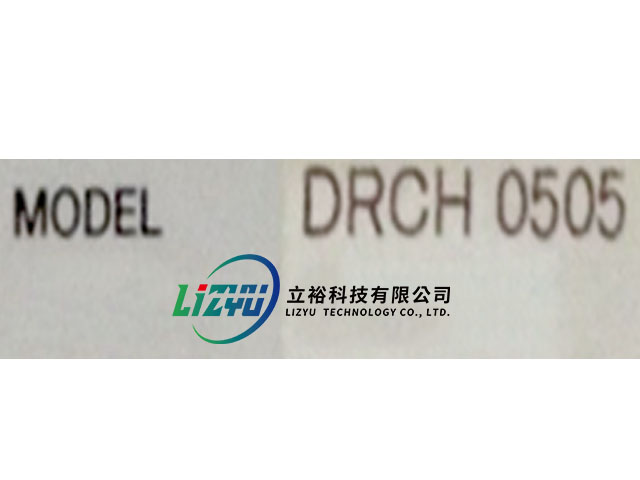 MODEL DRCH 0505
LiZYU 立裕科技有限公司
LIZYU TECHNOLOGY CO., LTD.